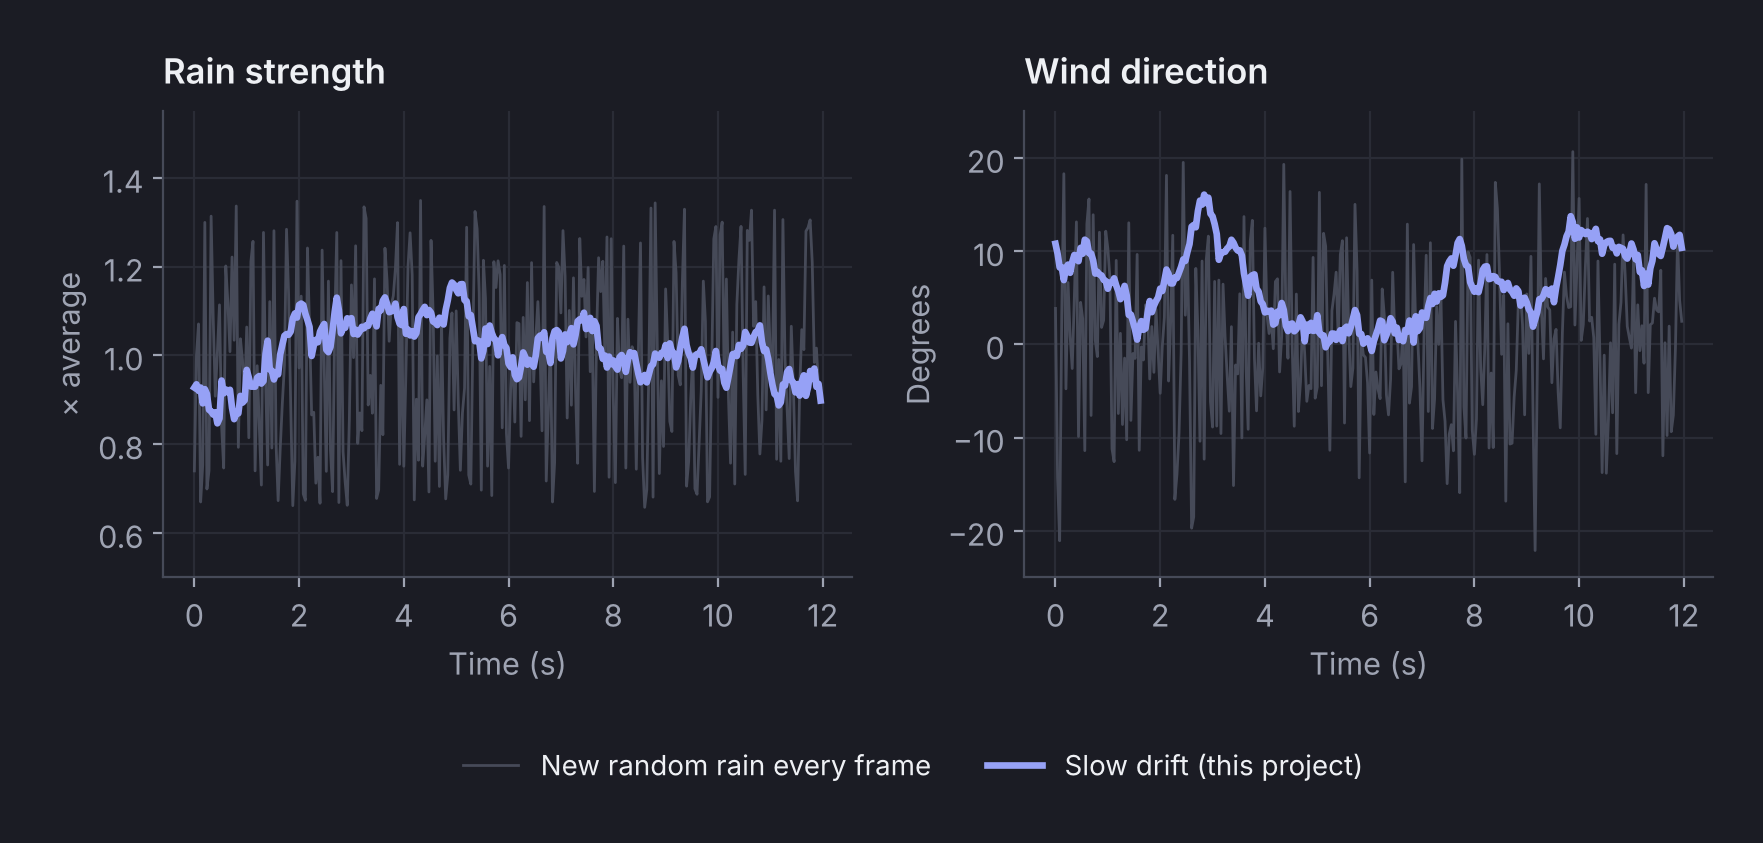 Rain strength
× average
1.4
1.2
1.0
0.8
0.6
0 2 4 6 8 10 12
Time (s)
Wind direction
Degrees
20
10
0
−10
−20
0 2 4 6 8 10 12
Time (s)
New random rain every frame
Slow drift (this project)